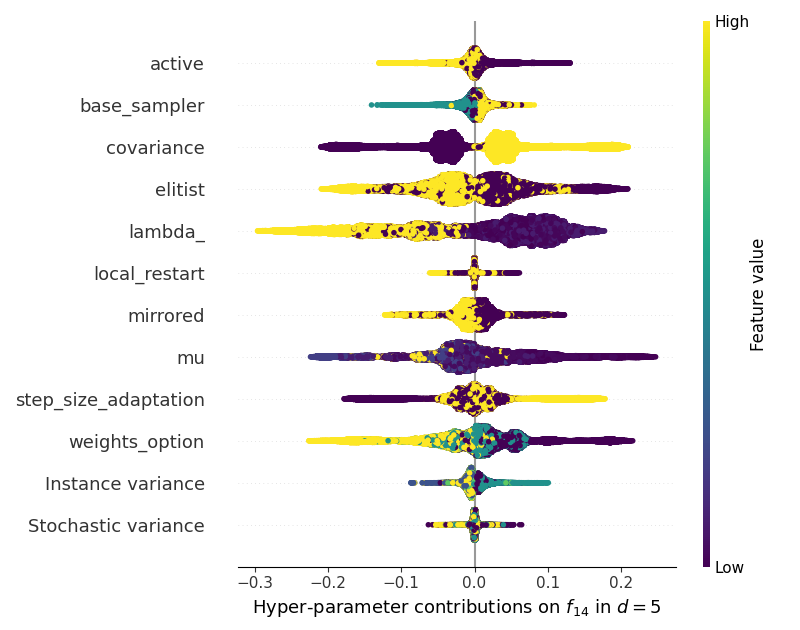 High
active
base_sampler
covariance
elitist
lambda_
local_restart
mirrored
mu
step_size_adaptation
weights_option
Instance variance
Stochastic variance
Feature value
Low
−0.3 −0.2 −0.1 0.0 0.1 0.2
Hyper-parameter contributions on f14 in d = 5